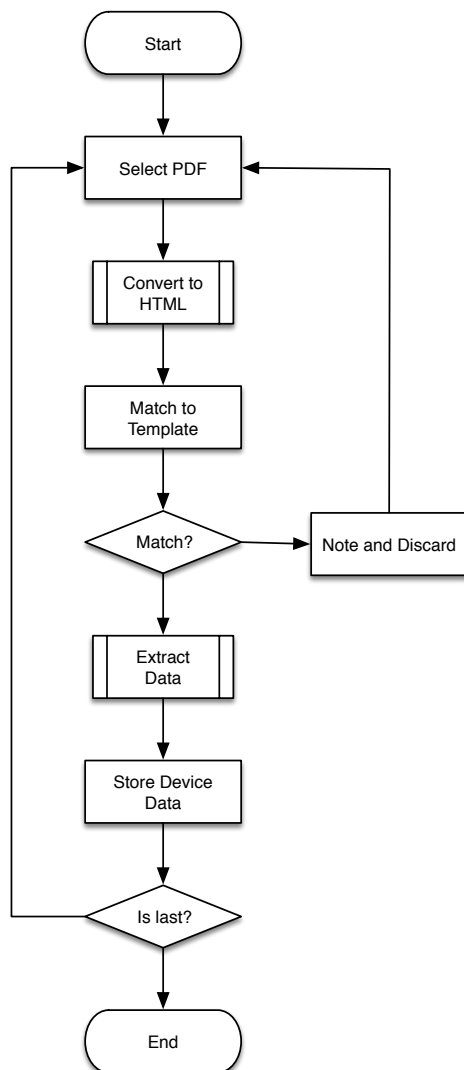 Start
Select PDF
Convert to
HTML
Match to
Template
Match?
Note and Discard
Extract
Data
Store Device
Data
Is last?
End